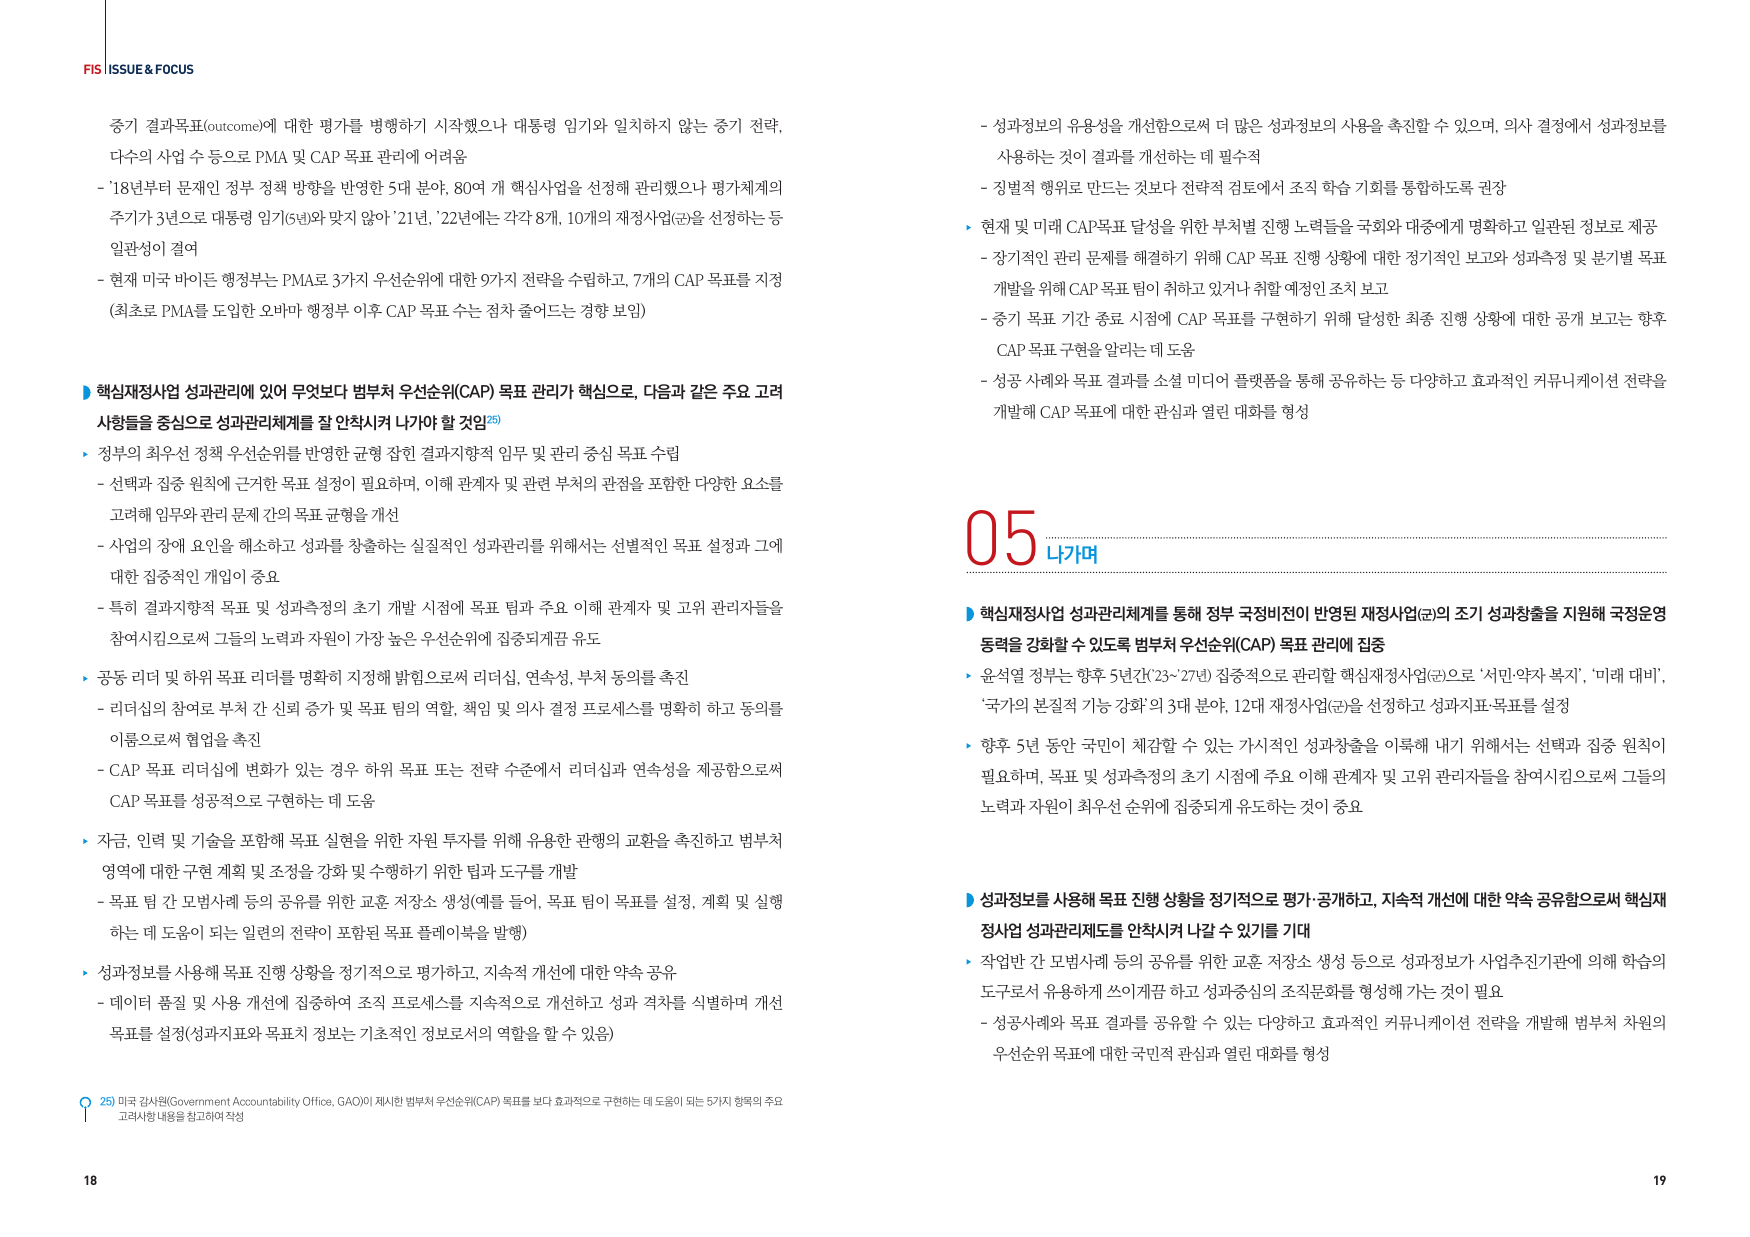 FIS ISSUE & FOCUS
중기 결과목표(outcome)에 대한 평가를 병행하기 시작했으나 대통령 임기와 일치하지 않는 중기 전략,
다수의 사업 수 등으로 PMA 및 CAP 목표 관리에 어려움
- ’18년부터 문재인 정부 정책 방향을 반영한 5대 분야, 80여 개 핵심사업을 선정해 관리했으나 평가체계의
주기가 3년으로 대통령 임기(5년)와 맞지 않아 ’21년, ’22년에는 각각 8개, 10개의 재정사업(군)을 선정하는 등
일관성이 결여
- 현재 미국 바이든 행정부는 PMA로 3가지 우선순위에 대한 9가지 전략을 수립하고, 7개의 CAP 목표를 지정
(최초로 PMA를 도입한 오바마 행정부 이후 CAP 목표 수는 점차 줄어드는 경향 보임)
◗ 핵심재정사업 성과관리에 있어 무엇보다 범부처 우선순위(CAP) 목표 관리가 핵심으로, 다음과 같은 주요 고려
사항들을 중심으로 성과관리체계를 잘 안착시켜 나가야 할 것임25)
▸ 정부의 최우선 정책 우선순위를 반영한 균형 잡힌 결과지향적 임무 및 관리 중심 목표 수립
- 선택과 집중 원칙에 근거한 목표 설정이 필요하며, 이해 관계자 및 관련 부처의 관점을 포함한 다양한 요소를
고려해 임무와 관리 문제 간의 목표 균형을 개선
- 사업의 장애 요인을 해소하고 성과를 창출하는 실질적인 성과관리를 위해서는 선별적인 목표 설정과 그에
대한 집중적인 개입이 중요
- 특히 결과지향적 목표 및 성과측정의 초기 개발 시점에 목표 팀과 주요 이해 관계자 및 고위 관리자들을
참여시킴으로써 그들의 노력과 자원이 가장 높은 우선순위에 집중되게끔 유도
▸ 공동 리더 및 하위 목표 리더를 명확히 지정해 밝힘으로써 리더십, 연속성, 부처 동의를 촉진
- 리더십의 참여로 부처 간 신뢰 증가 및 목표 팀의 역할, 책임 및 의사 결정 프로세스를 명확히 하고 동의를
이룸으로써 협업을 촉진
- CAP 목표 리더십에 변화가 있는 경우 하위 목표 또는 전략 수준에서 리더십과 연속성을 제공함으로써
CAP 목표를 성공적으로 구현하는 데 도움
▸ 자금, 인력 및 기술을 포함해 목표 실현을 위한 자원 투자를 위해 유용한 관행의 교환을 촉진하고 범부처
영역에 대한 구현 계획 및 조정을 강화 및 수행하기 위한 팁과 도구를 개발
- 목표 팀 간 모범사례 등의 공유를 위한 교훈 저장소 생성(예를 들어, 목표 팀이 목표를 설정, 계획 및 실행
하는 데 도움이 되는 일련의 전략이 포함된 목표 플레이북을 발행)
▸ 성과정보를 사용해 목표 진행 상황을 정기적으로 평가하고, 지속적 개선에 대한 약속 공유
- 데이터 품질 및 사용 개선에 집중하여 조직 프로세스를 지속적으로 개선하고 성과 격차를 식별하며 개선
목표를 설정(성과지표와 목표치 정보는 기초적인 정보로서의 역할을 할 수 있음)
25) 미국 감사원(Government Accountability Office, GAO)이 제시한 범부처 우선순위(CAP) 목표를 보다 효과적으로 구현하는 데 도움이 되는 5가지 항목의 주요
고려사항 내용을 참고하여 작성
18
- 성과정보의 유용성을 개선함으로써 더 많은 성과정보의 사용을 촉진할 수 있으며, 의사 결정에서 성과정보를
사용하는 것이 결과를 개선하는 데 필수적
- 징벌적 행위로 만드는 것보다 전략적 검토에서 조직 학습 기회를 통합하도록 권장
▸ 현재 및 미래 CAP목표 달성을 위한 부처별 진행 노력들을 국회와 대중에게 명확하고 일관된 정보로 제공
- 장기적인 관리 문제를 해결하기 위해 CAP 목표 진행 상황에 대한 정기적인 보고와 성과측정 및 분기별 목표
개발을 위해 CAP 목표 팀이 취하고 있거나 취할 예정인 조치 보고
- 중기 목표 기간 종료 시점에 CAP 목표를 구현하기 위해 달성한 최종 진행 상황에 대한 공개 보고는 향후
CAP 목표 구현을 알리는 데 도움
- 성공 사례와 목표 결과를 소셜 미디어 플랫폼을 통해 공유하는 등 다양하고 효과적인 커뮤니케이션 전략을
개발해 CAP 목표에 대한 관심과 열린 대화를 형성
05 나가며
◗ 핵심재정사업 성과관리체계를 통해 정부 국정비전이 반영된 재정사업(군)의 조기 성과창출을 지원해 국정운영
동력을 강화할 수 있도록 범부처 우선순위(CAP) 목표 관리에 집중
▸ 윤석열 정부는 향후 5년간(’23~’27년) 집중적으로 관리할 핵심재정사업(군)으로 ‘서민·약자 복지’, ‘미래 대비’,
‘국가의 본질적 기능 강화’의 3대 분야, 12대 재정사업(군)을 선정하고 성과지표·목표를 설정
▸ 향후 5년 동안 국민이 체감할 수 있는 가시적인 성과창출을 이룩해 내기 위해서는 선택과 집중 원칙이
필요하며, 목표 및 성과측정의 초기 시점에 주요 이해 관계자 및 고위 관리자들을 참여시킴으로써 그들의
노력과 자원이 최우선 순위에 집중되게 유도하는 것이 중요
◗ 성과정보를 사용해 목표 진행 상황을 정기적으로 평가·공개하고, 지속적 개선에 대한 약속 공유함으로써 핵심재
정사업 성과관리제도를 안착시켜 나갈 수 있기를 기대
▸ 작업반 간 모범사례 등의 공유를 위한 교훈 저장소 생성 등으로 성과정보가 사업추진기관에 의해 학습의
도구로서 유용하게 쓰이게끔 하고 성과중심의 조직문화를 형성해 가는 것이 필요
- 성공사례와 목표 결과를 공유할 수 있는 다양하고 효과적인 커뮤니케이션 전략을 개발해 범부처 차원의
우선순위 목표에 대한 국민적 관심과 열린 대화를 형성
19